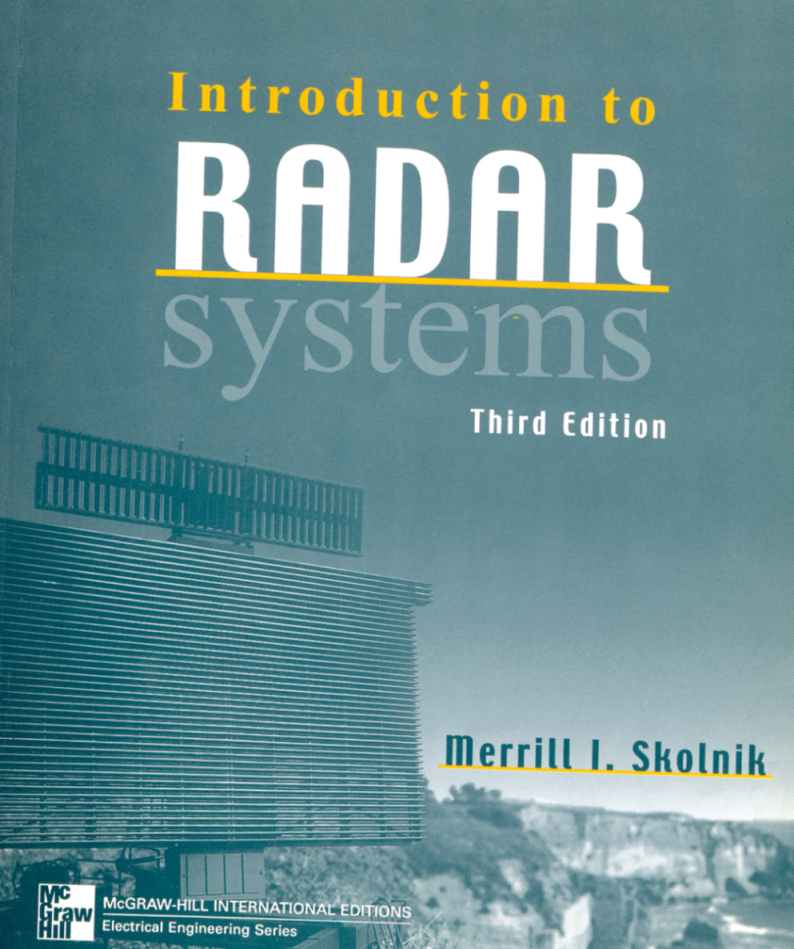 Introduction to
RADAR
systems
Third Edition
Merrill I. Skolnik
Mc
Graw
Hill
McGRAW-HILL INTERNATIONAL EDITIONS
Electrical Engineering Series